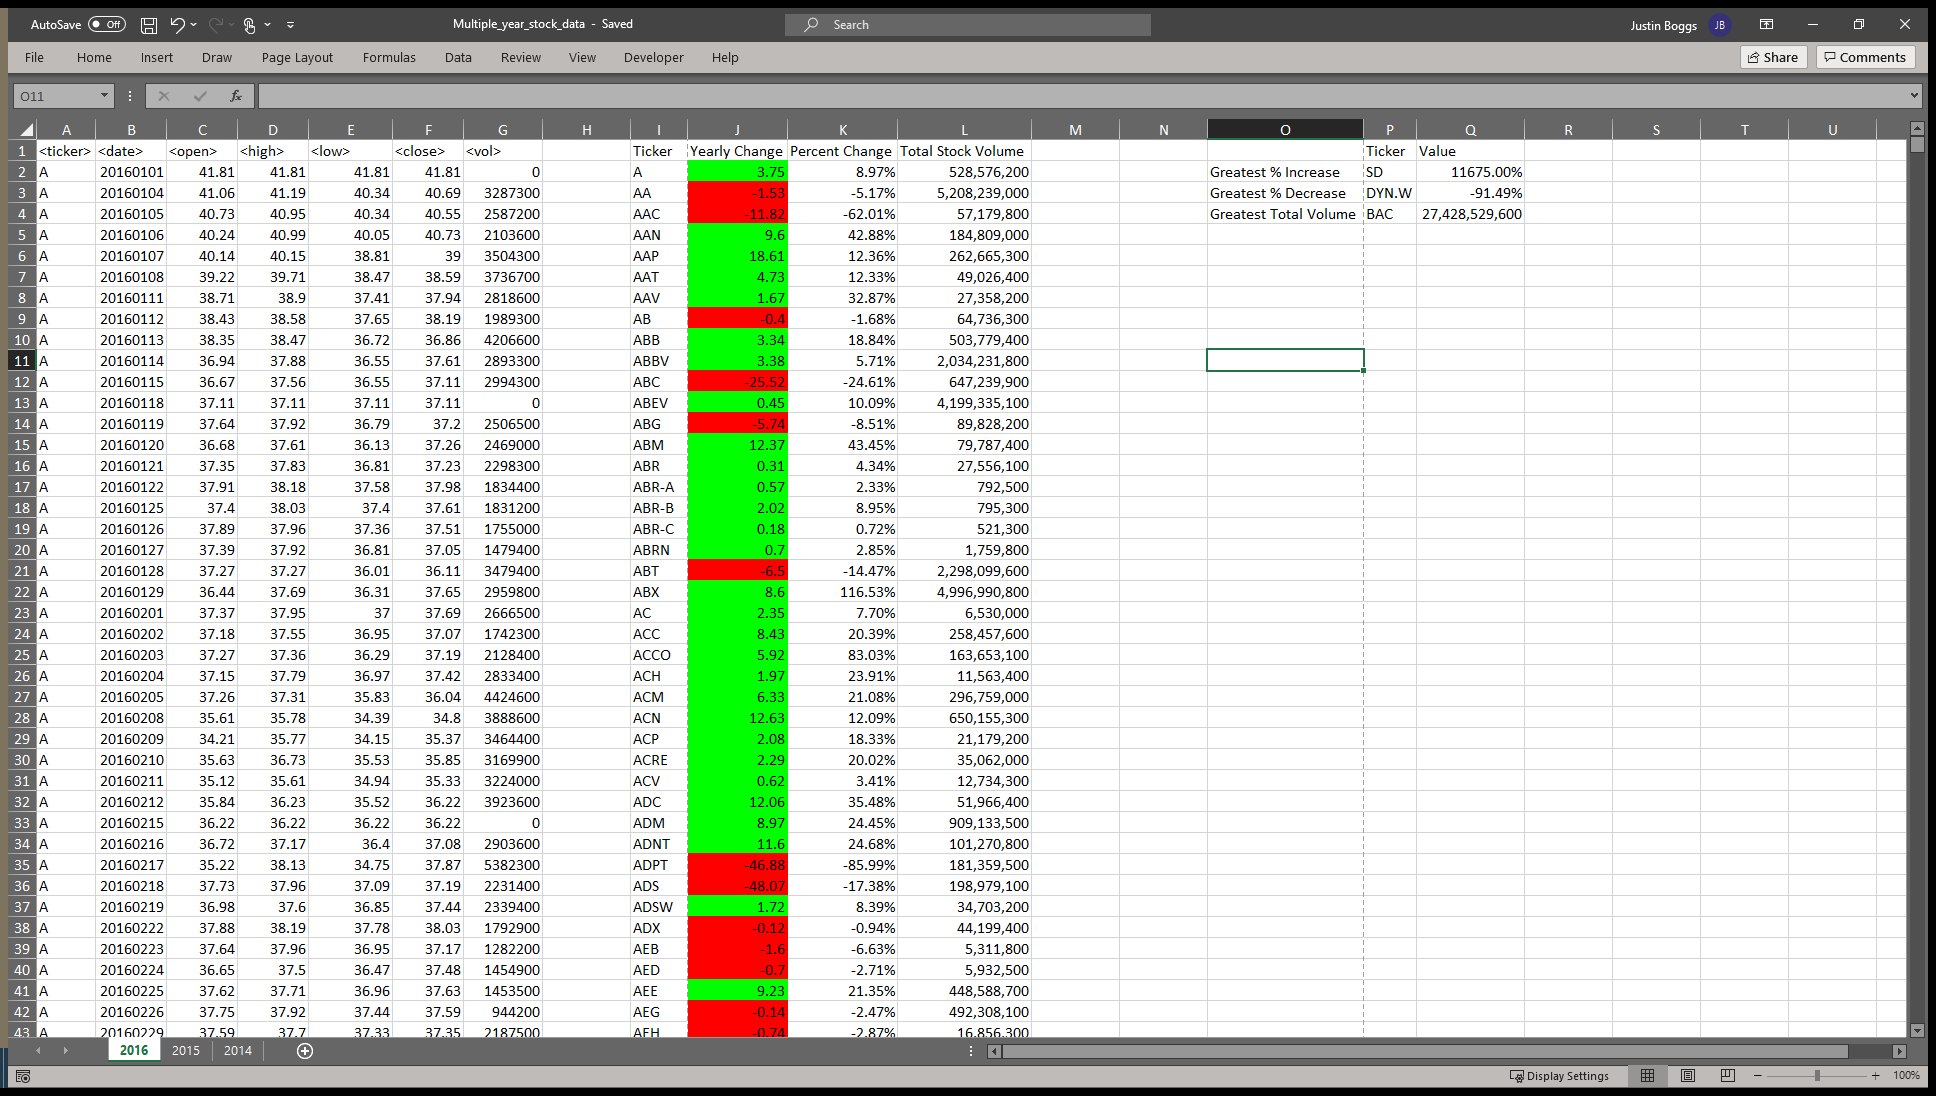 AutoSave Off Multiple_year_stock_data - Saved Search Justin Boggs JB
File Home Insert Draw Page Layout Formulas Data Review View Developer Help Share Comments
O11 fx
A B C D E F G H I J K L M N O P Q R S T U
1 <ticker> <date> <open> <high> <low> <close> <vol> Ticker Yearly Change Percent Change Total Stock Volume Ticker Value
2 A 20160101 41.81 41.81 41.81 41.81 0 A 3.75 8.97% 528,576,200 Greatest % Increase SD 11675.00%
3 A 20160104 41.06 41.19 40.34 40.69 3287300 AA -1.53 -5.17% 5,208,239,000 Greatest % Decrease DYN.W -91.49%
4 A 20160105 40.73 40.95 40.34 40.55 2587200 AAC -11.82 -62.01% 57,179,800 Greatest Total Volume BAC 27,428,529,600
5 A 20160106 40.24 40.99 40.05 40.73 2103600 AAN 9.6 42.88% 184,809,000
6 A 20160107 40.14 40.15 38.81 39 3504300 AAP 18.61 12.36% 262,665,300
7 A 20160108 39.22 39.71 38.47 38.59 3736700 AAT 4.73 12.33% 49,026,400
8 A 20160111 38.71 38.9 37.41 37.94 2818600 AAV 1.67 32.87% 27,358,200
9 A 20160112 38.43 38.58 37.65 38.19 1989300 AB -0.4 -1.68% 64,736,300
10 A 20160113 38.35 38.47 36.72 36.86 4206600 ABB 3.34 18.84% 503,779,400
11 A 20160114 36.94 37.88 36.55 37.61 2893300 ABBV 3.38 5.71% 2,034,231,800
12 A 20160115 36.67 37.56 36.55 37.11 2994300 ABC -25.52 -24.61% 647,239,900
13 A 20160118 37.11 37.11 37.11 37.11 0 ABEV 0.45 10.09% 4,199,335,100
14 A 20160119 37.64 37.92 36.79 37.2 2506500 ABG -5.74 -8.51% 89,828,200
15 A 20160120 36.68 37.61 36.13 37.26 2469000 ABM 12.37 43.45% 79,787,400
16 A 20160121 37.35 37.83 36.81 37.23 2298300 ABR 0.31 4.34% 27,556,100
17 A 20160122 37.91 38.18 37.58 37.98 1834400 ABR-A 0.57 2.33% 792,500
18 A 20160125 37.4 38.03 37.4 37.61 1831200 ABR-B 2.02 8.95% 795,300
19 A 20160126 37.89 37.96 37.36 37.51 1755000 ABR-C 0.18 0.72% 521,300
20 A 20160127 37.39 37.92 36.81 37.05 1479400 ABRN 0.7 2.85% 1,759,800
21 A 20160128 37.27 37.27 36.01 36.11 3479400 ABT -6.5 -14.47% 2,298,099,600
22 A 20160129 36.44 37.69 36.31 37.65 2959800 ABX 8.6 116.53% 4,996,990,800
23 A 20160201 37.37 37.95 37 37.69 2666500 AC 2.35 7.70% 6,530,000
24 A 20160202 37.18 37.55 36.95 37.07 1742300 ACC 8.43 20.39% 258,457,600
25 A 20160203 37.27 37.36 36.29 37.19 2128400 ACCO 5.92 83.03% 163,653,100
26 A 20160204 37.15 37.79 36.97 37.42 2833400 ACH 1.97 23.91% 11,563,400
27 A 20160205 37.26 37.31 35.83 36.04 4424600 ACM 6.33 21.08% 296,759,000
28 A 20160208 35.61 35.78 34.39 34.8 3888600 ACN 12.63 12.09% 650,155,300
29 A 20160209 34.21 35.77 34.15 35.37 3464400 ACP 2.08 18.33% 21,179,200
30 A 20160210 35.63 36.73 35.53 35.85 3169900 ACRE 2.29 20.02% 35,062,000
31 A 20160211 35.12 35.61 34.94 35.33 3224000 ACV 0.62 3.41% 12,734,300
32 A 20160212 35.84 36.23 35.52 36.22 3923600 ADC 12.06 35.48% 51,966,400
33 A 20160215 36.22 36.22 36.22 36.22 0 ADM 8.97 24.45% 909,133,500
34 A 20160216 36.72 37.17 36.4 37.08 2903600 ADNT 11.6 24.68% 101,270,800
35 A 20160217 35.22 38.13 34.75 37.87 5382300 ADPT -46.88 -85.99% 181,359,500
36 A 20160218 37.73 37.96 37.09 37.19 2231400 ADS -48.07 -17.38% 198,979,100
37 A 20160219 36.98 37.6 36.85 37.44 2339400 ADSW 1.72 8.39% 34,703,200
38 A 20160222 37.88 38.19 37.78 38.03 1792900 ADX -0.12 -0.94% 44,199,400
39 A 20160223 37.64 37.96 36.95 37.17 1282200 AEB -1.6 -6.63% 5,311,800
40 A 20160224 36.65 37.5 36.47 37.48 1454900 AED -0.7 -2.71% 5,932,500
41 A 20160225 37.62 37.71 36.96 37.63 1453500 AEE 9.23 21.35% 448,588,700
42 A 20160226 37.75 37.92 37.44 37.59 944200 AEG -0.14 -2.47% 492,308,100
43 A 20160229 37.59 37.7 37.33 37.35 2187500 AEH -0.74 -2.87% 16,856,300
2016 2015 2014
Display Settings 100%